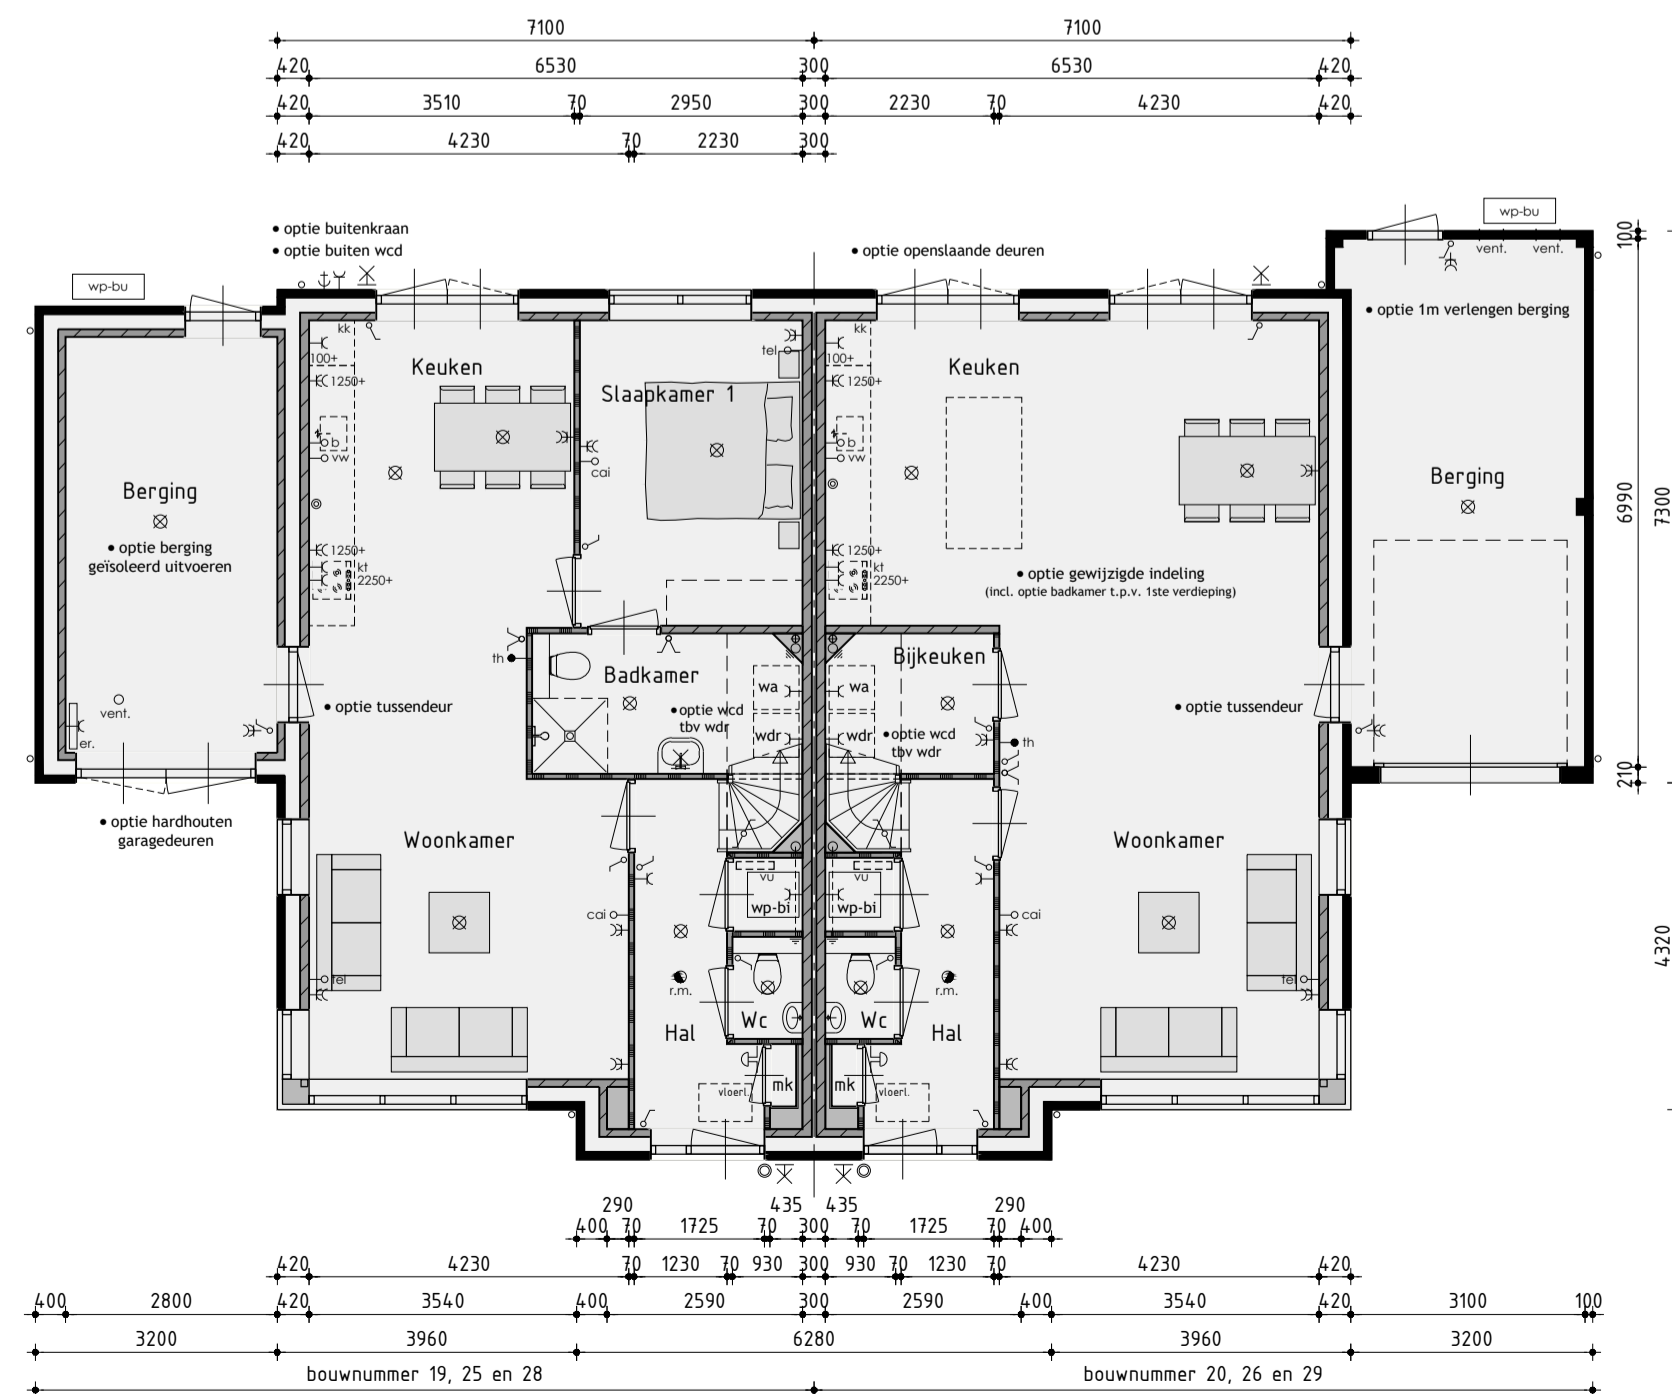 7100 7100
420 6530 300 6530 420
420 3510 70 2950 300 2230 70 4230 420
420 4230 70 2230 300
wp-bu
100
vent. vent.
• optie buitenkraan
• optie buiten wcd
• optie openslaande deuren
wp-bu
• optie 1m verlengen berging
kk kk
tel
100+ 100+
Keuken Keuken
1250+ 1250+
Slaapkamer 1
b b
vw vw
cai
Berging
Berging
6990 7300
• optie berging
geïsoleerd uitvoeren
1250+ 1250+
kt kt
2250+ 2250+
• optie gewijzigde indeling
(incl. optie badkamer t.p.v. 1ste verdieping)
th
Badkamer
Bijkeuken
wa wa
• optie tussendeur
• optie wcd
tbv wdr
wdr wdr
• optie wcd
tbv wdr
• optie tussendeur
th
vent.
er.
210
• optie hardhouten
garagedeuren
Woonkamer Woonkamer
vu vu
wp-bi wp-bi
cai cai
4320
tel tel
r.m. r.m.
Hal Wc Wc Hal
mk mk
vloerl. vloerl.
290 435 435 290
400 70 1725 70 300 70 1725 70 400
420 4230 70 1230 70 930 300 930 70 1230 70 4230 420
400 2800 420 3540 400 2590 300 2590 400 3540 420 3100 100
3200 3960 6280 3960 3200
bouwnummer 19, 25 en 28 bouwnummer 20, 26 en 29